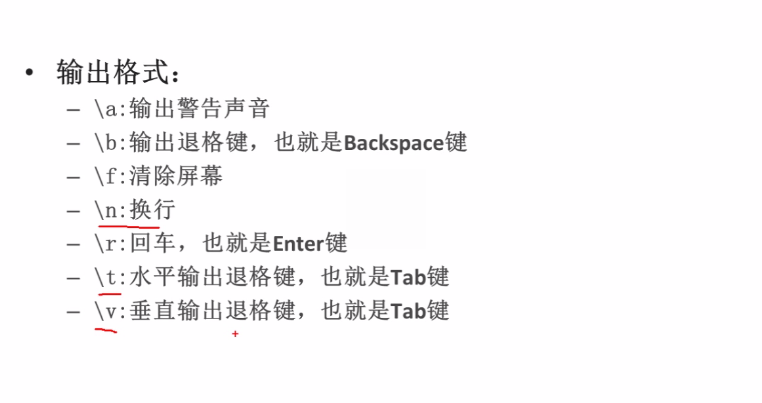 • 输出格式：
– \a:输出警告声音
– \b:输出退格键，也就是Backspace键
– \f:清除屏幕
– \n:换行
– \r:回车，也就是Enter键
– \t:水平输出退格键，也就是Tab键
– \v:垂直输出退格键，也就是Tab键